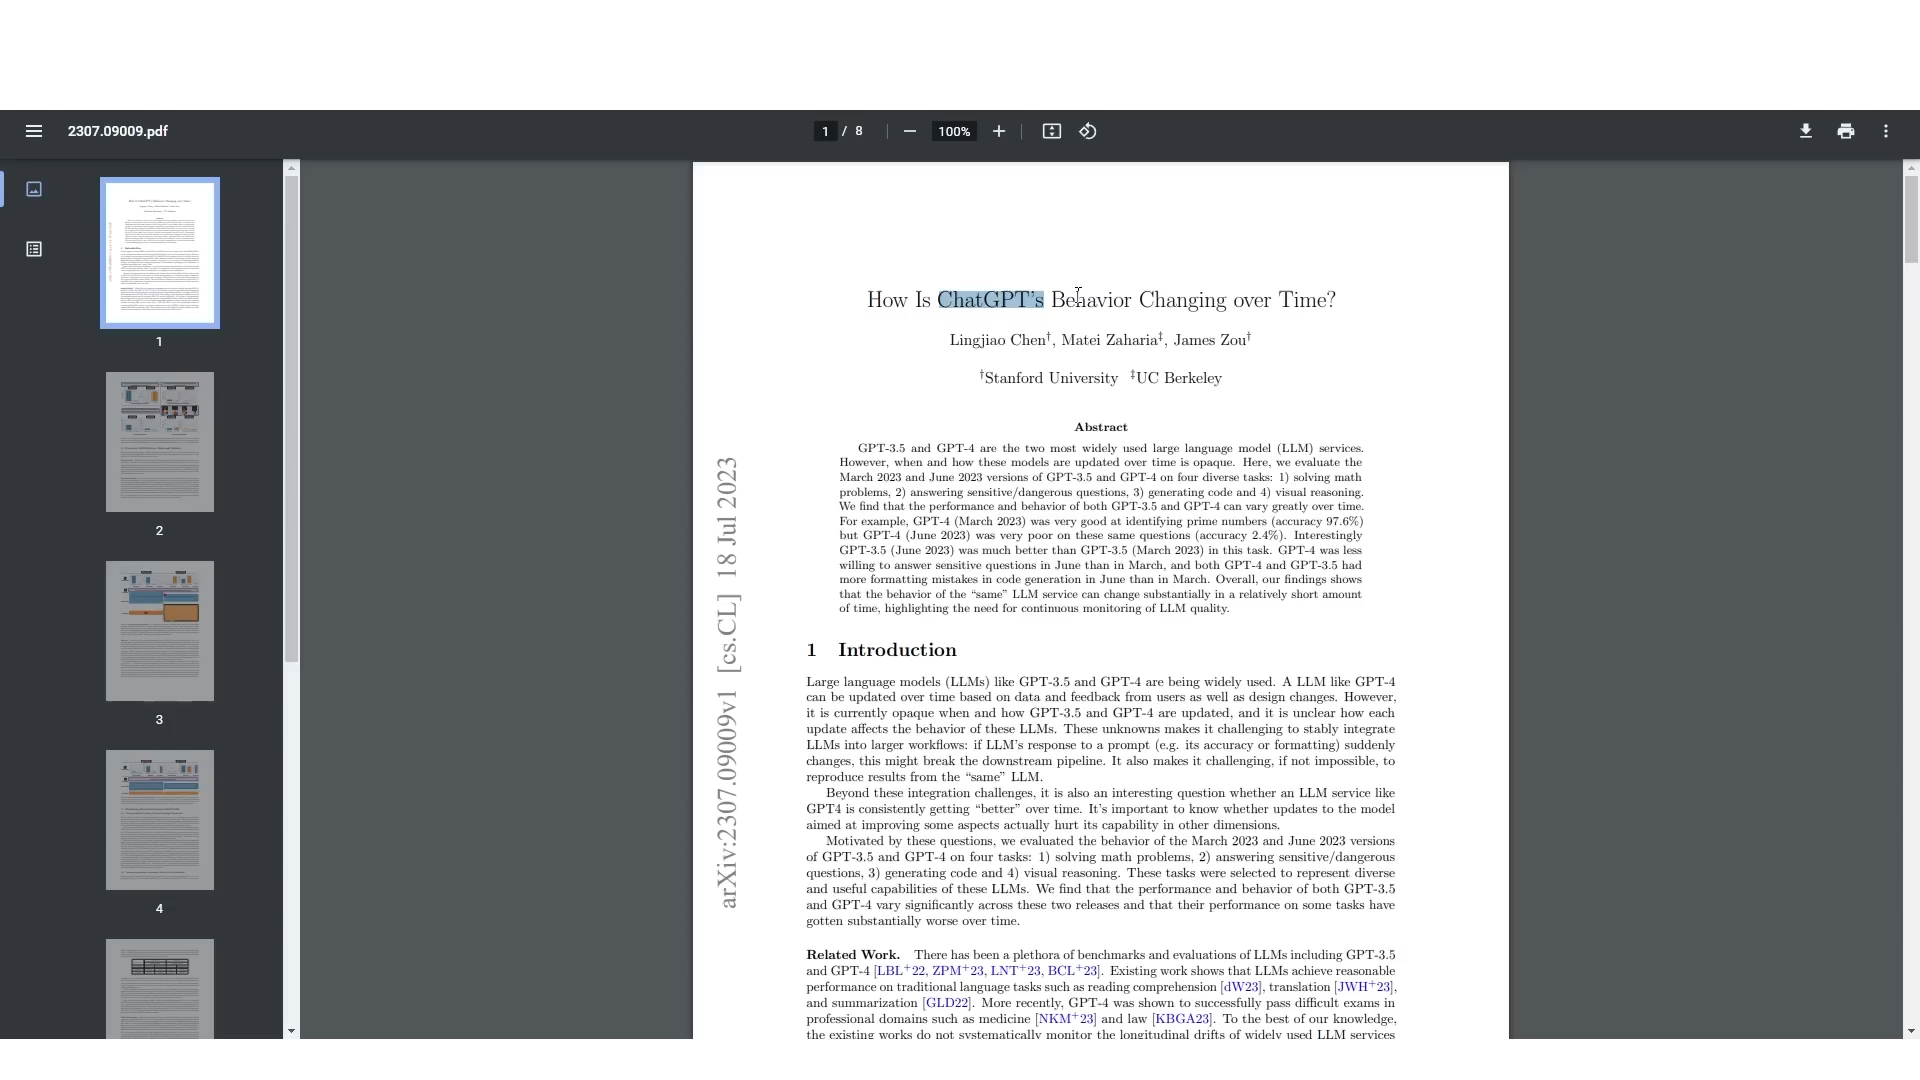 2307.09009.pdf
1 / 8
100%
1
2
3
4
How Is ChatGPT's Behavior Changing over Time?
Lingjiao Chen†, Matei Zaharia‡, James Zou†
†Stanford University ‡UC Berkeley
Abstract
GPT-3.5 and GPT-4 are the two most widely used large language model (LLM) services.
However, when and how these models are updated over time is opaque. Here, we evaluate the
March 2023 and June 2023 versions of GPT-3.5 and GPT-4 on four diverse tasks: 1) solving math
problems, 2) answering sensitive/dangerous questions, 3) generating code and 4) visual reasoning.
We find that the performance and behavior of both GPT-3.5 and GPT-4 can vary greatly over time.
For example, GPT-4 (March 2023) was very good at identifying prime numbers (accuracy 97.6%)
but GPT-4 (June 2023) was very poor on these same questions (accuracy 2.4%). Interestingly
GPT-3.5 (June 2023) was much better than GPT-3.5 (March 2023) in this task. GPT-4 was less
willing to answer sensitive questions in June than in March, and both GPT-4 and GPT-3.5 had
more formatting mistakes in code generation in June than in March. Overall, our findings shows
that the behavior of the “same” LLM service can change substantially in a relatively short amount
of time, highlighting the need for continuous monitoring of LLM quality.
arXiv:2307.09009v1 [cs.CL] 18 Jul 2023
1 Introduction
Large language models (LLMs) like GPT-3.5 and GPT-4 are being widely used. A LLM like GPT-4
can be updated over time based on data and feedback from users as well as design changes. However,
it is currently opaque when and how GPT-3.5 and GPT-4 are updated, and it is unclear how each
update affects the behavior of these LLMs. These unknowns makes it challenging to stably integrate
LLMs into larger workflows: if LLM's response to a prompt (e.g. its accuracy or formatting) suddenly
changes, this might break the downstream pipeline. It also makes it challenging, if not impossible, to
reproduce results from the “same” LLM.
Beyond these integration challenges, it is also an interesting question whether an LLM service like
GPT4 is consistently getting “better” over time. It's important to know whether updates to the model
aimed at improving some aspects actually hurt its capability in other dimensions.
Motivated by these questions, we evaluated the behavior of the March 2023 and June 2023 versions
of GPT-3.5 and GPT-4 on four tasks: 1) solving math problems, 2) answering sensitive/dangerous
questions, 3) generating code and 4) visual reasoning. These tasks were selected to represent diverse
and useful capabilities of these LLMs. We find that the performance and behavior of both GPT-3.5
and GPT-4 vary significantly across these two releases and that their performance on some tasks have
gotten substantially worse over time.
Related Work. There has been a plethora of benchmarks and evaluations of LLMs including GPT-3.5
and GPT-4 [LBL+22, ZPM+23, LNT+23, BCL+23]. Existing work shows that LLMs achieve reasonable
performance on traditional language tasks such as reading comprehension [dW23], translation [JWH+23],
and summarization [GLD22]. More recently, GPT-4 was shown to successfully pass difficult exams in
professional domains such as medicine [NKM+23] and law [KBGA23]. To the best of our knowledge,
the existing works do not systematically monitor the longitudinal drifts of widely used LLM services